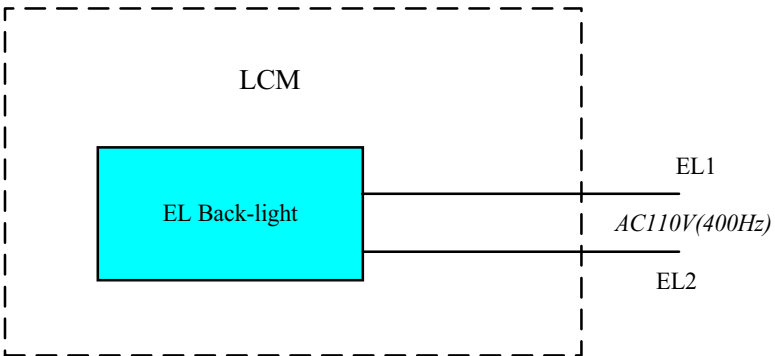 LCM
EL1
EL Back-light
AC110V(400Hz)
EL2